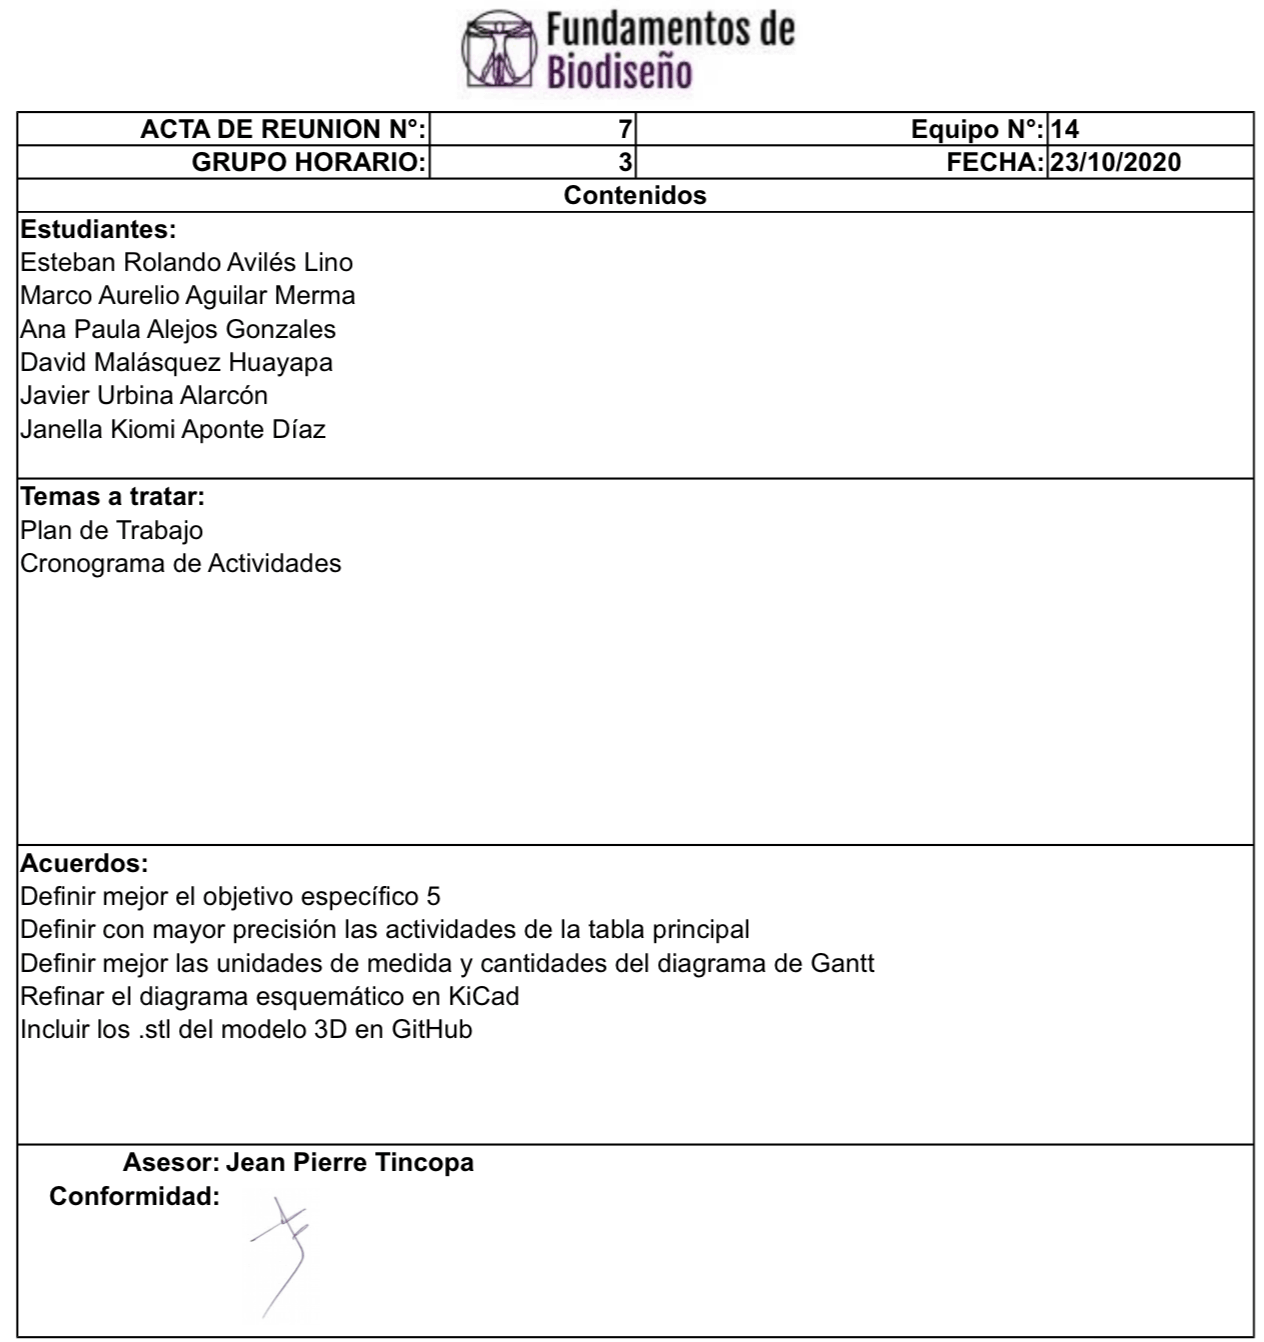 Fundamentos de
Biodiseño
ACTA DE REUNION N°: 7 Equipo N°: 14
GRUPO HORARIO: 3 FECHA: 23/10/2020
Contenidos
Estudiantes:
Esteban Rolando Avilés Lino
Marco Aurelio Aguilar Merma
Ana Paula Alejos Gonzales
David Malásquez Huayapa
Javier Urbina Alarcón
Janella Kiomi Aponte Díaz
Temas a tratar:
Plan de Trabajo
Cronograma de Actividades
Acuerdos:
Definir mejor el objetivo específico 5
Definir con mayor precisión las actividades de la tabla principal
Definir mejor las unidades de medida y cantidades del diagrama de Gantt
Refinar el diagrama esquemático en KiCad
Incluir los .stl del modelo 3D en GitHub
Asesor: Jean Pierre Tincopa
Conformidad: